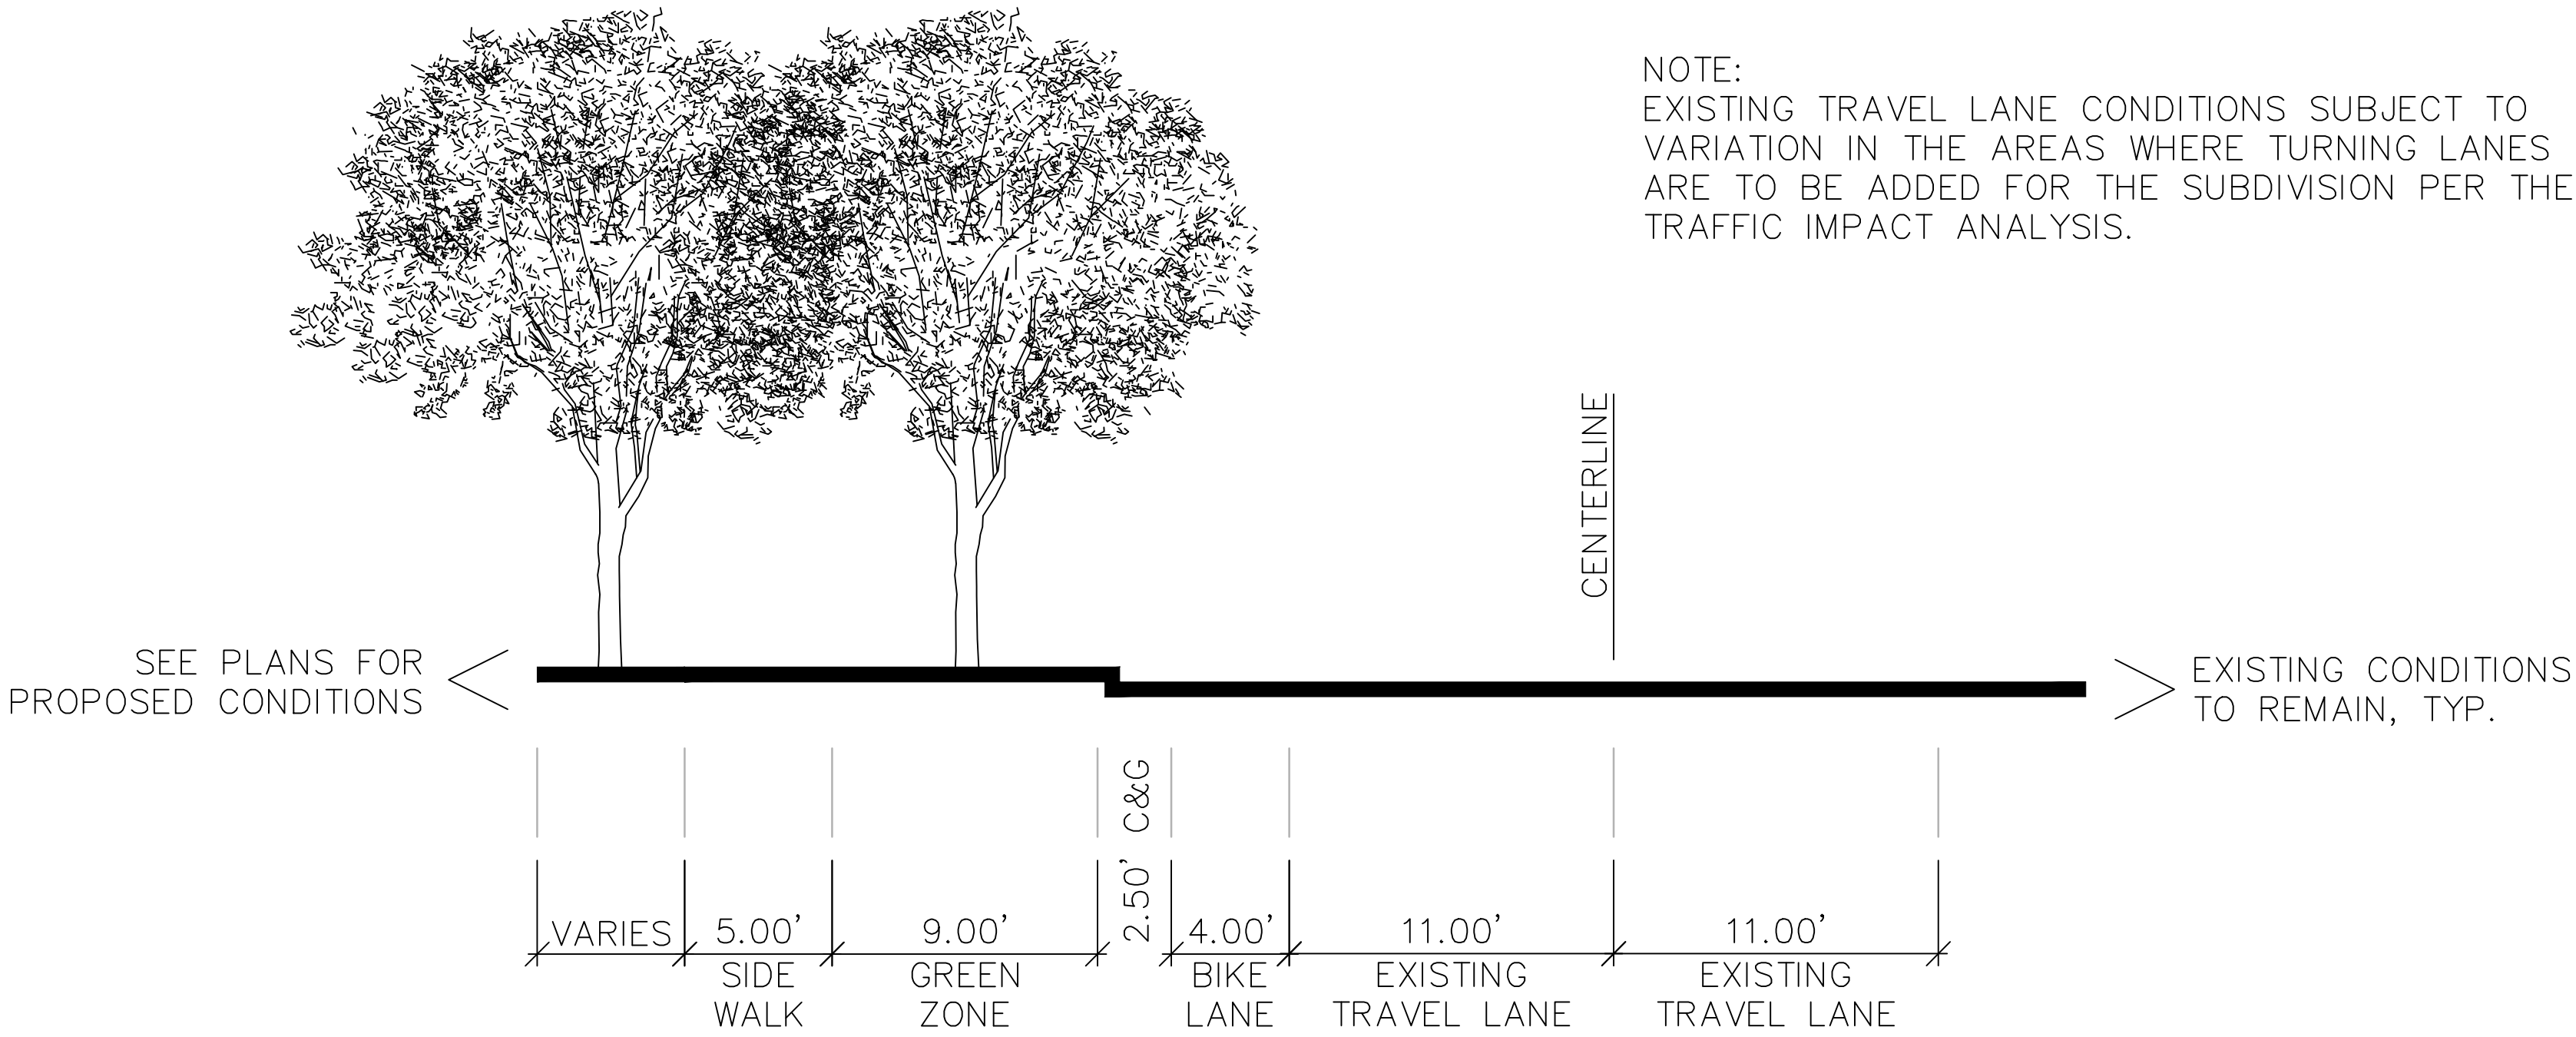 NOTE:
EXISTING TRAVEL LANE CONDITIONS SUBJECT TO
VARIATION IN THE AREAS WHERE TURNING LANES
ARE TO BE ADDED FOR THE SUBDIVISION PER THE
TRAFFIC IMPACT ANALYSIS.
CENTERLINE
SEE PLANS FOR
PROPOSED CONDITIONS
EXISTING CONDITIONS
TO REMAIN, TYP.
VARIES
5.00'
SIDE
WALK
9.00'
GREEN
ZONE
2.50' C&G
4.00'
BIKE
LANE
11.00'
EXISTING
TRAVEL LANE
11.00'
EXISTING
TRAVEL LANE